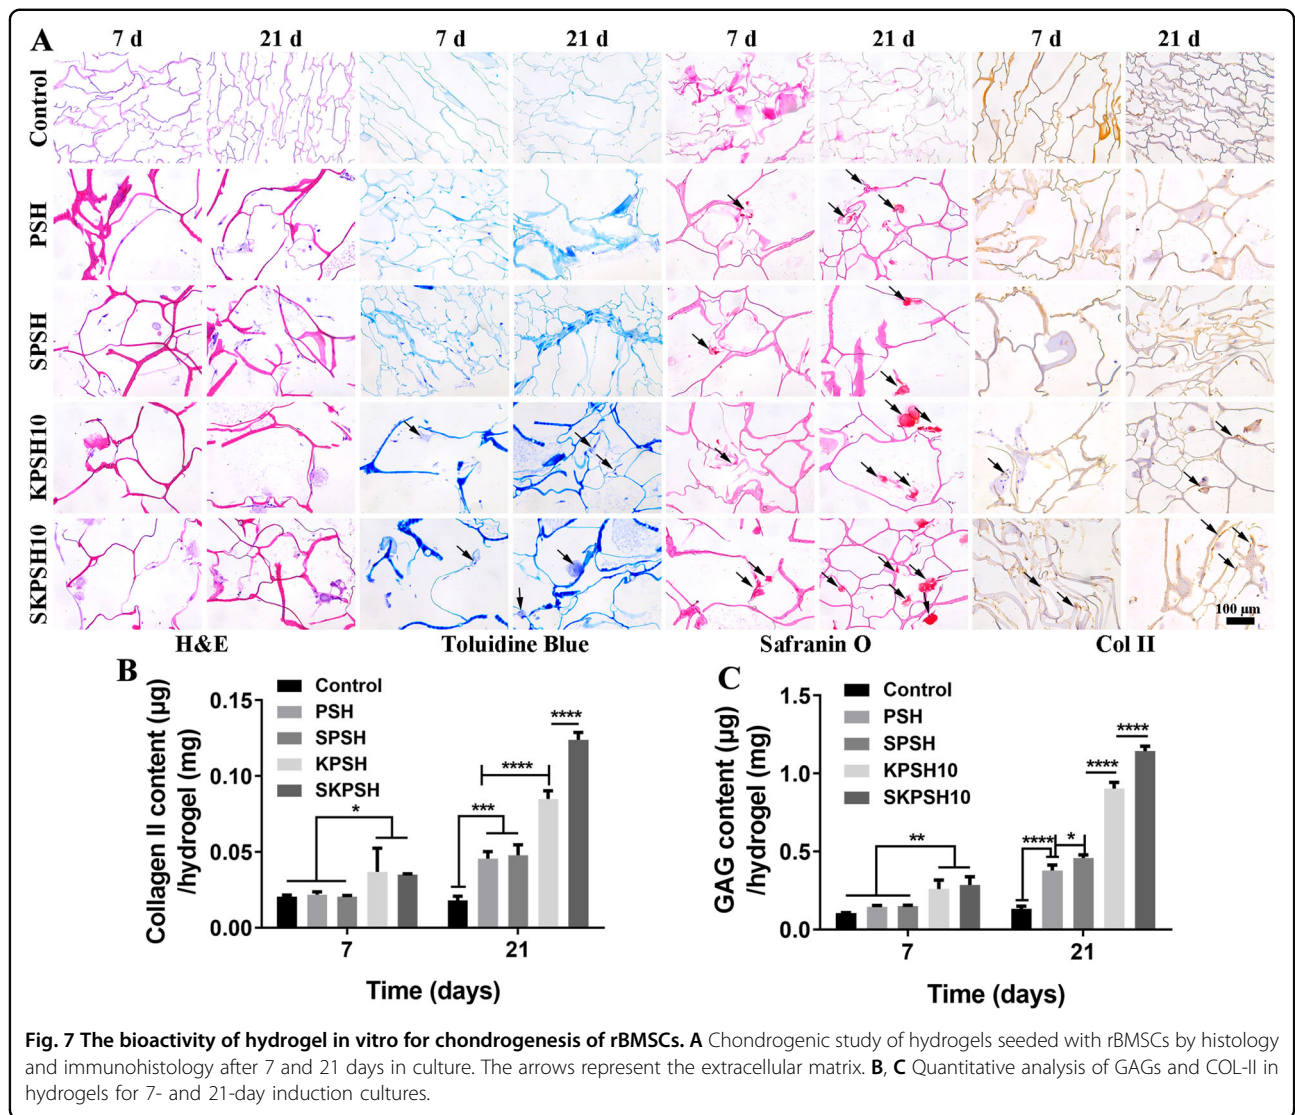 A
7 d 21 d 7 d 21 d 7 d 21 d 7 d 21 d
Control
PSH
SPSH
KPSH10
SKPSH10
100 μm
H&E Toluidine Blue Safranin O Col II
B
Collagen II content (μg)
/hydrogel (mg)
0.15
0.10
0.05
0.00
Control
PSH
SPSH
KPSH
SKPSH
*
***
****
****
7 21
Time (days)
C
GAG content (μg)
/hydrogel (mg)
1.5
1.0
0.5
0.0
Control
PSH
SPSH
KPSH10
SKPSH10
**
****
*
****
****
7 21
Time (days)
Fig. 7 The bioactivity of hydrogel in vitro for chondrogenesis of rBMSCs. A Chondrogenic study of hydrogels seeded with rBMSCs by histology
and immunohistology after 7 and 21 days in culture. The arrows represent the extracellular matrix. B, C Quantitative analysis of GAGs and COL-II in
hydrogels for 7- and 21-day induction cultures.